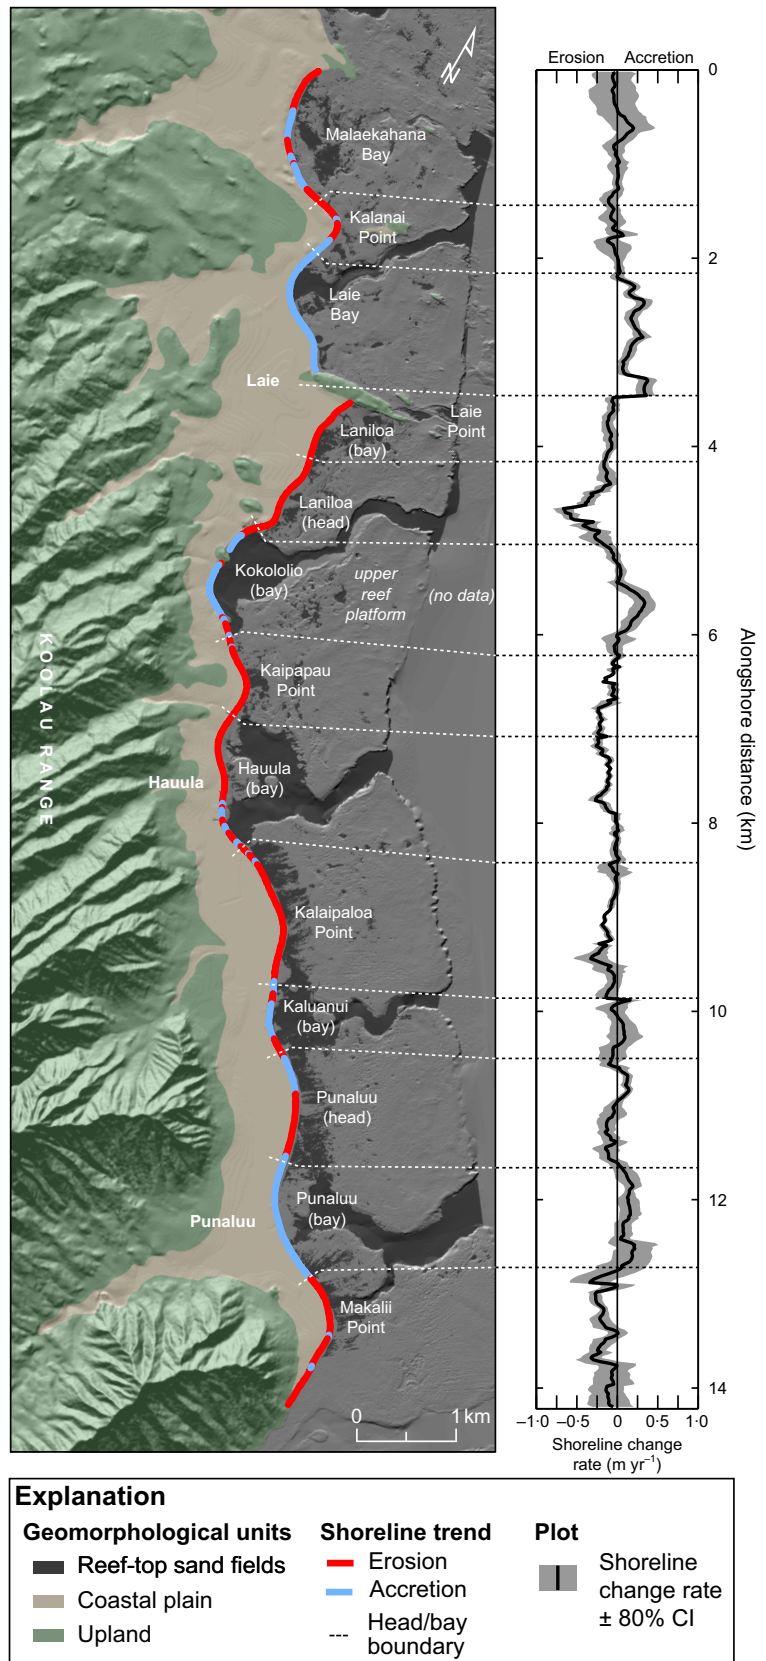 Erosion Accretion
N
0
Malaekahana
Bay
Kalanai
Point
2
Laie
Bay
Laie
Laie
Point
Laniloa
(bay)
4
Laniloa
(head)
Kokololio
(bay)
upper
reef
platform
(no data)
6
Kaipapau
Point
KOOLAU RANGE
Hauula
Hauula
(bay)
Alongshore distance (km)
8
Kalaipaloa
Point
Kaluanui
(bay)
10
Punaluu
(head)
Punaluu
Punaluu
(bay)
12
Makalii
Point
14
0 1 km
–1·0 –0·5 0 0·5 1·0
Shoreline change
rate (m yr⁻¹)
Explanation
Geomorphological units
Reef-top sand fields
Coastal plain
Upland
Shoreline trend
Erosion
Accretion
Head/bay
boundary
Plot
Shoreline
change rate
± 80% CI